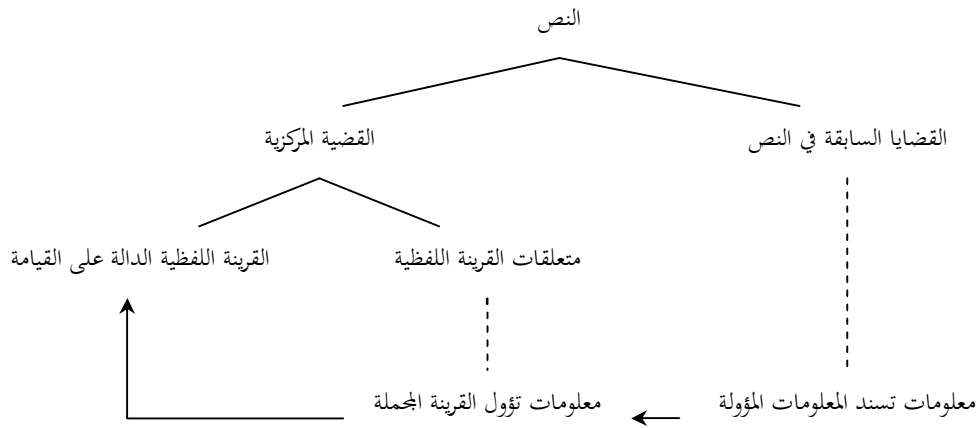 النص
القضايا السابقة في النص
القضية المركزية
متعلقات القرينة اللفظية
القرينة اللفظية الدالة على القيامة
معلومات تسند المعلومات المؤولة
معلومات تؤول القرينة المجملة